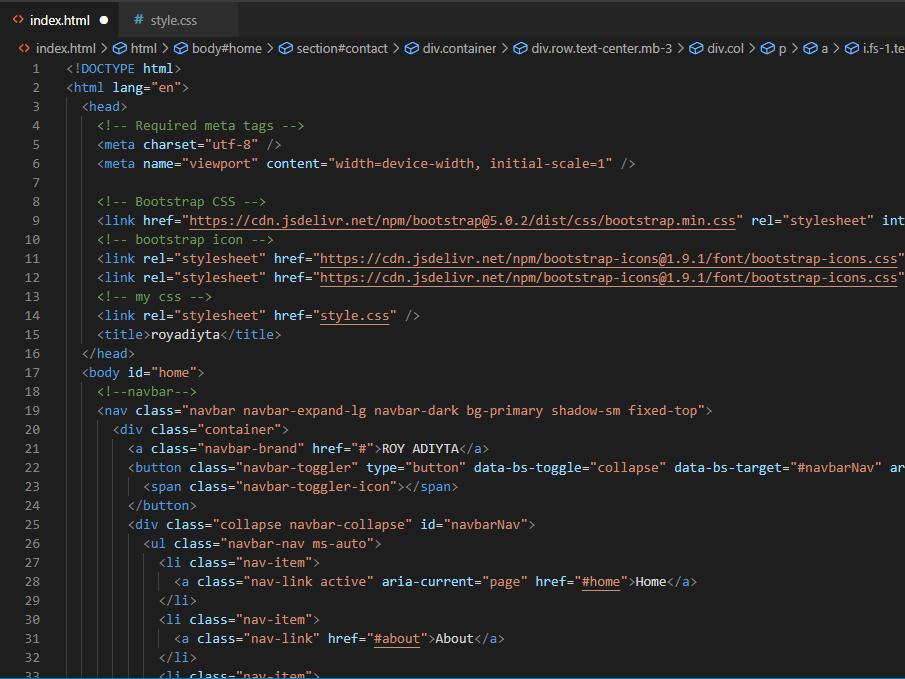 index.html
style.css
index.html > html > body#home > section#contact > div.container > div.row.text-center.mb-3 > div.col > p > a > i.fs-1.te
1 <!DOCTYPE html>
2 <html lang="en">
3 <head>
4 <!-- Required meta tags -->
5 <meta charset="utf-8" />
6 <meta name="viewport" content="width=device-width, initial-scale=1" />
7
8 <!-- Bootstrap CSS -->
9 <link href="https://cdn.jsdelivr.net/npm/bootstrap@5.0.2/dist/css/bootstrap.min.css" rel="stylesheet" int
10 <!-- bootstrap icon -->
11 <link rel="stylesheet" href="https://cdn.jsdelivr.net/npm/bootstrap-icons@1.9.1/font/bootstrap-icons.css"
12 <link rel="stylesheet" href="https://cdn.jsdelivr.net/npm/bootstrap-icons@1.9.1/font/bootstrap-icons.css"
13 <!-- my css -->
14 <link rel="stylesheet" href="style.css" />
15 <title>royadiyta</title>
16 </head>
17 <body id="home">
18 <!--navbar-->
19 <nav class="navbar navbar-expand-lg navbar-dark bg-primary shadow-sm fixed-top">
20 <div class="container">
21 <a class="navbar-brand" href="#">ROY ADIYTA</a>
22 <button class="navbar-toggler" type="button" data-bs-toggle="collapse" data-bs-target="#navbarNav" ar
23 <span class="navbar-toggler-icon"></span>
24 </button>
25 <div class="collapse navbar-collapse" id="navbarNav">
26 <ul class="navbar-nav ms-auto">
27 <li class="nav-item">
28 <a class="nav-link active" aria-current="page" href="#home">Home</a>
29 </li>
30 <li class="nav-item">
31 <a class="nav-link" href="#about">About</a>
32 </li>
33 <li class="nav-item">